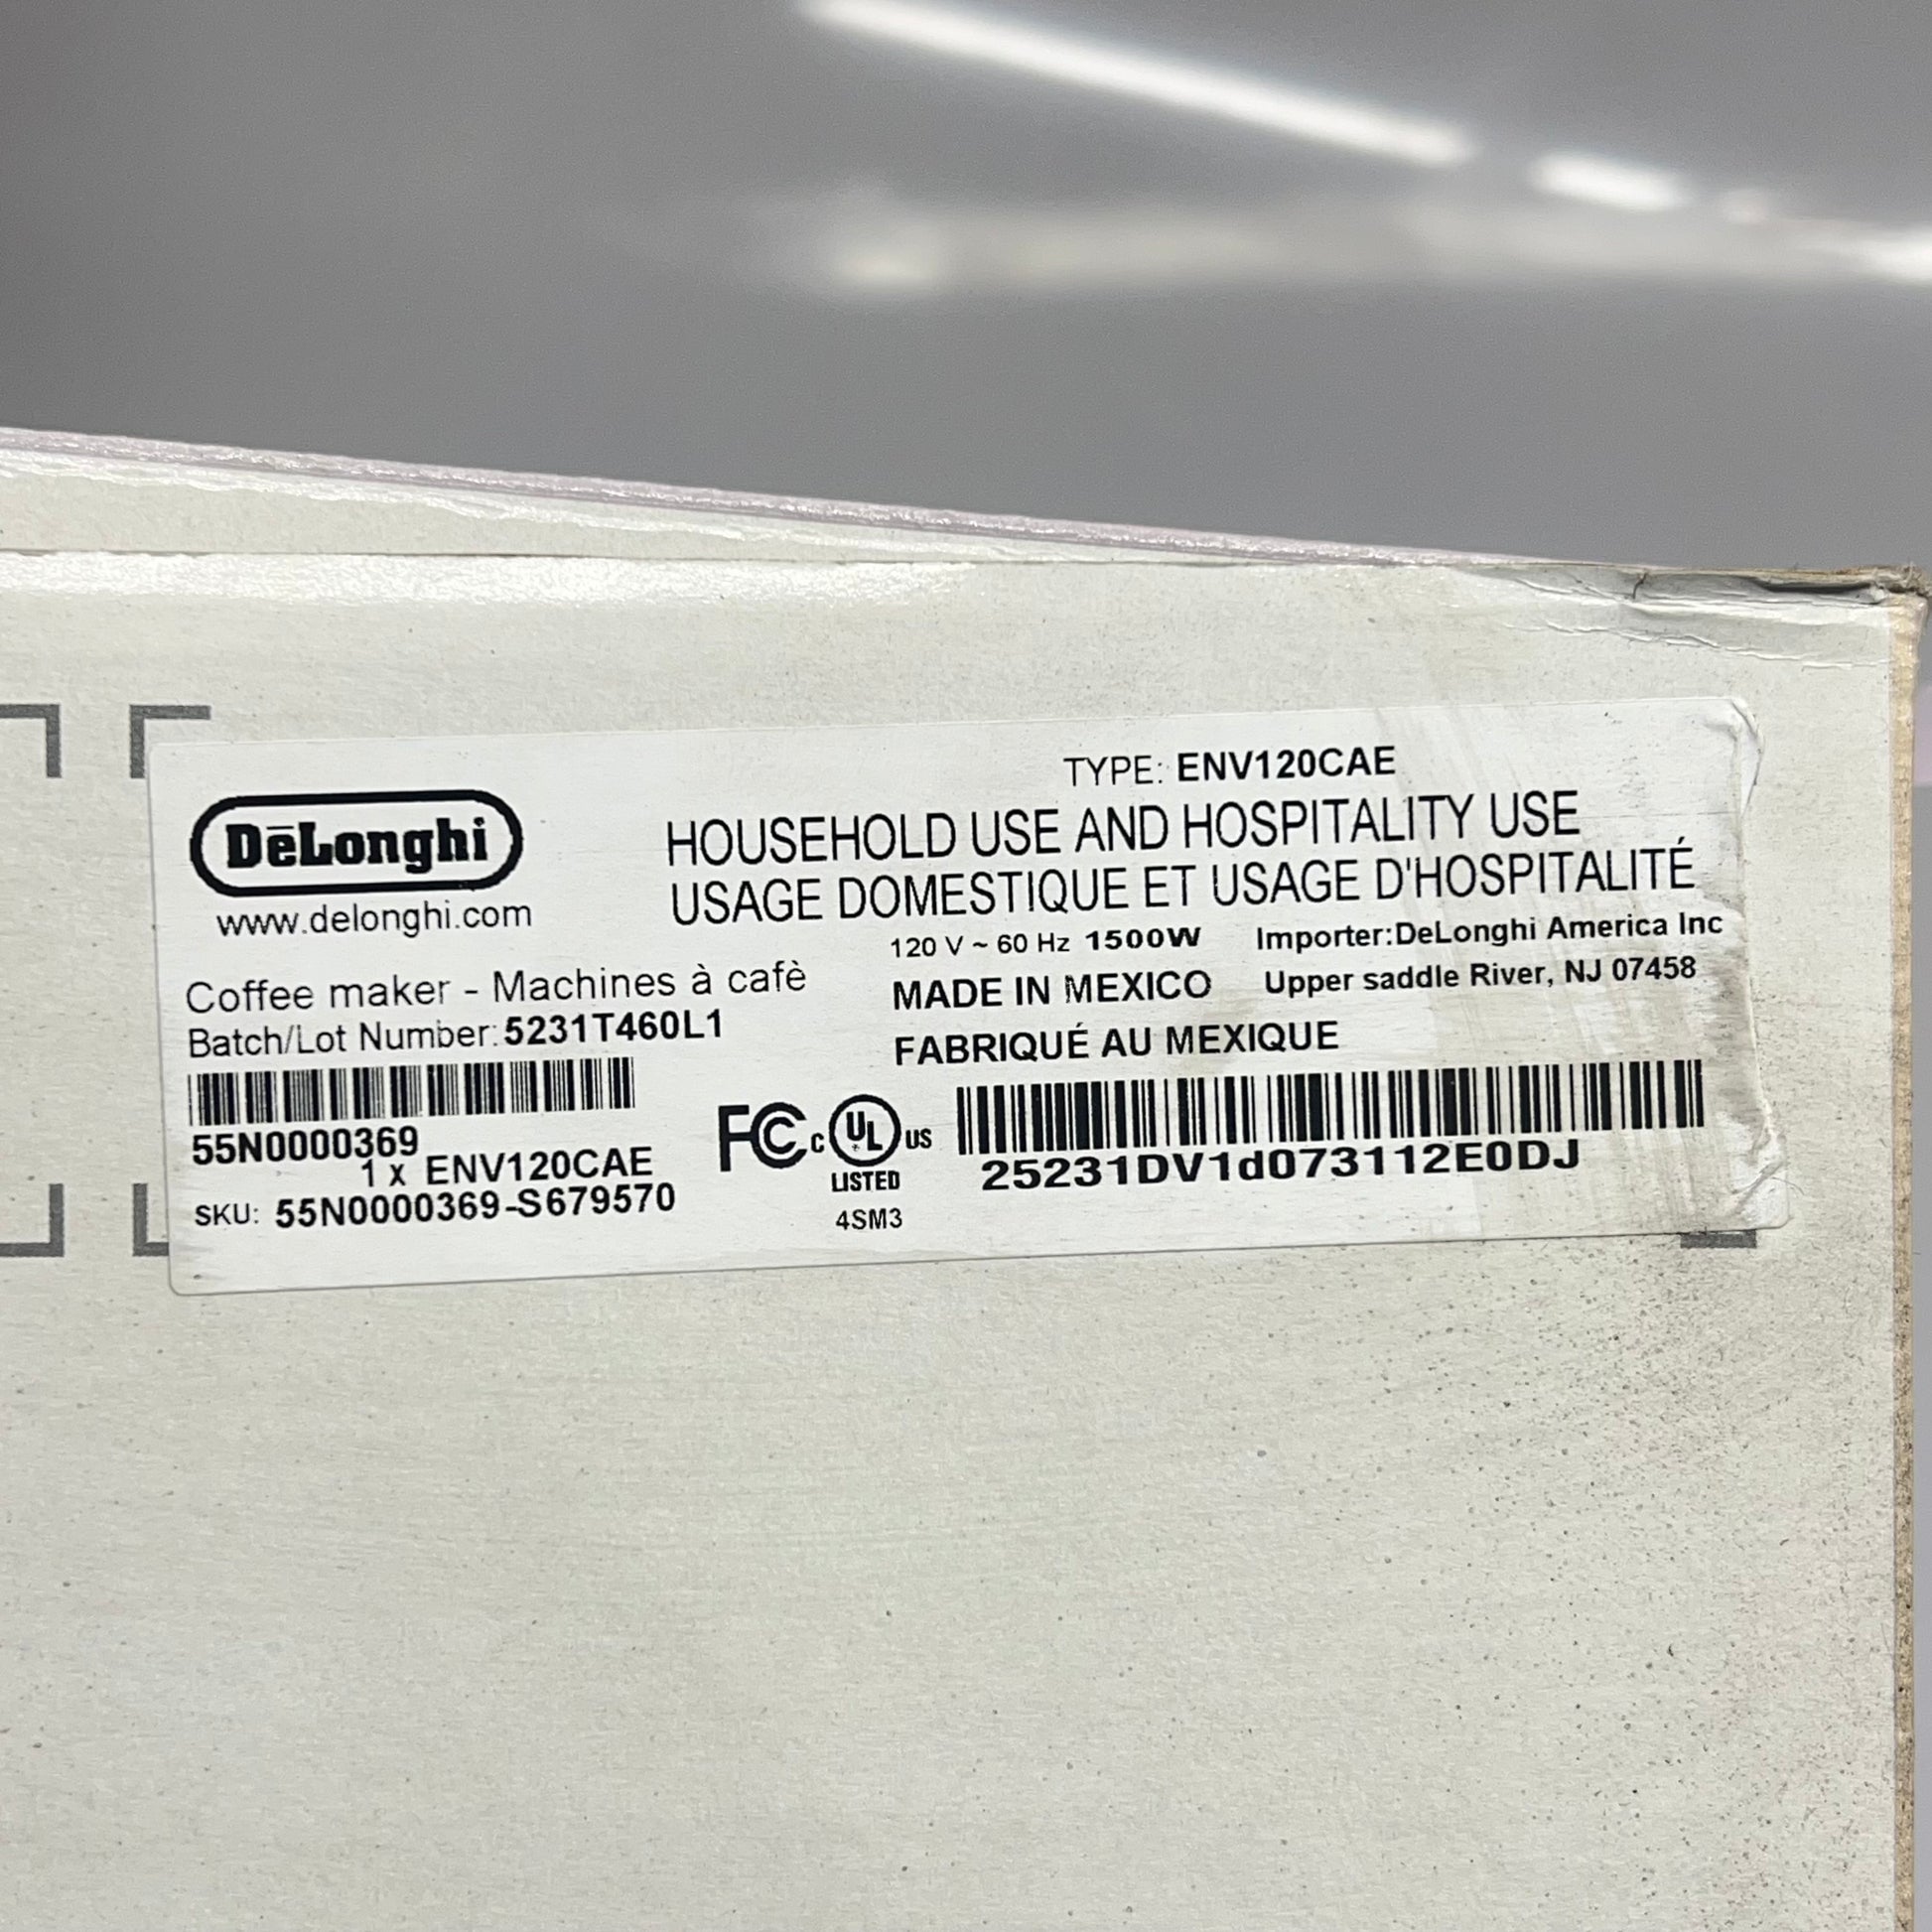 DēLonghi
www.delonghi.com
Coffee maker - Machines à cafè
Batch/Lot Number: 5231T460L1
55N0000369
1 x ENV120CAE
SKU: 55N0000369-S679570
TYPE: ENV120CAE
HOUSEHOLD USE AND HOSPITALITY USE
USAGE DOMESTIQUE ET USAGE D'HOSPITALITÉ
120 V ~ 60 Hz 1500W
MADE IN MEXICO
FABRIQUÉ AU MEXIQUE
Importer:DeLonghi America Inc
Upper saddle River, NJ 07458
FC
c UL US
LISTED
4SM3
25231DV1d073112E0DJ